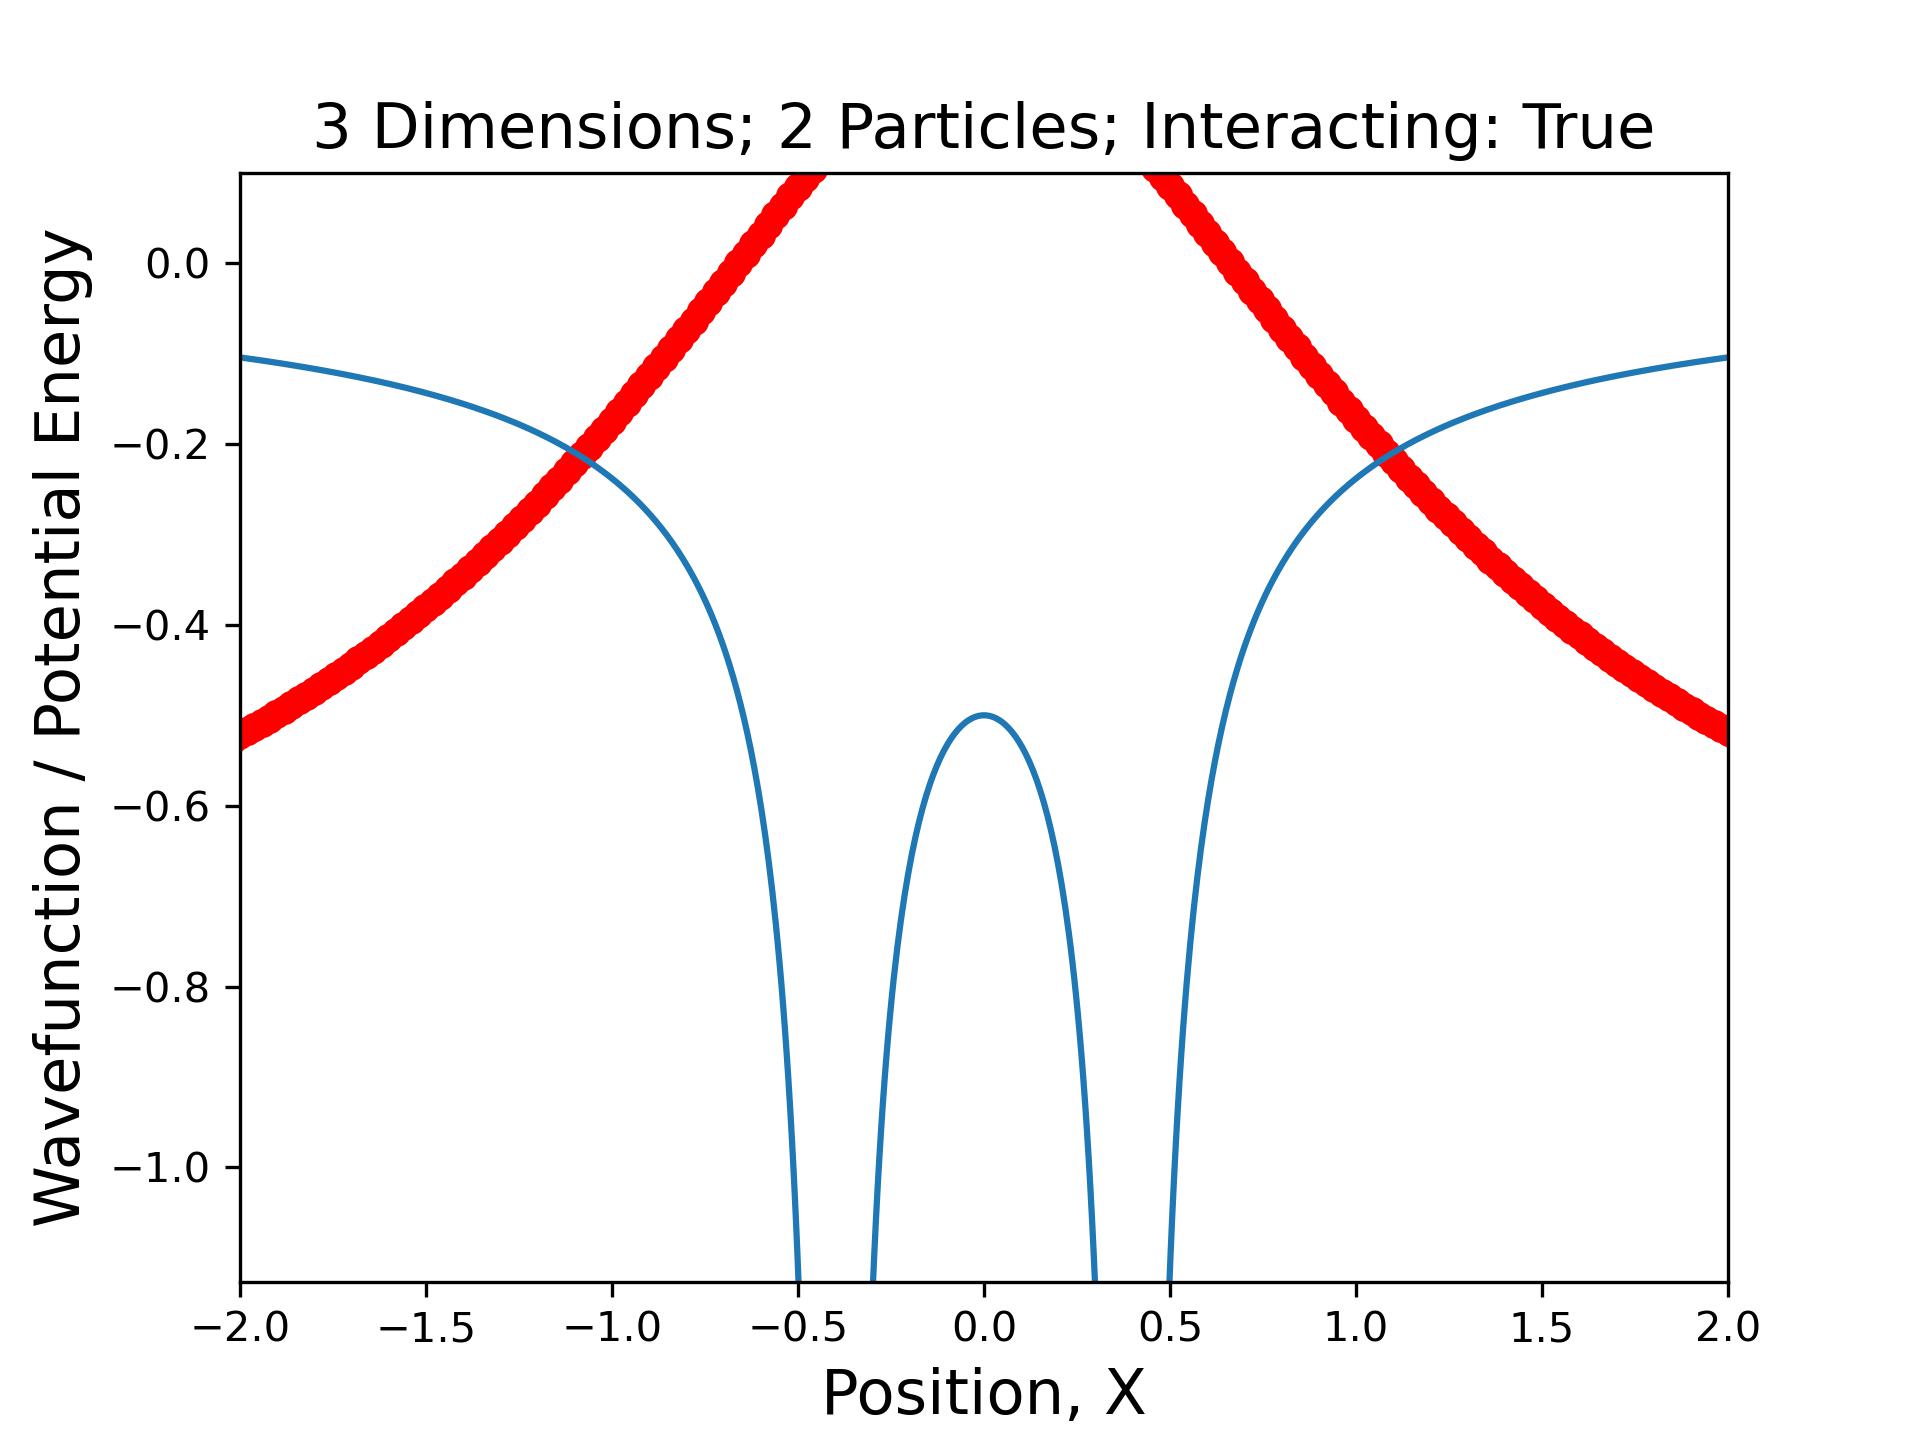 3 Dimensions; 2 Particles; Interacting: True
Wavefunction / Potential Energy
0.0
−0.2
−0.4
−0.6
−0.8
−1.0
−2.0 −1.5 −1.0 −0.5 0.0 0.5 1.0 1.5 2.0
Position, X